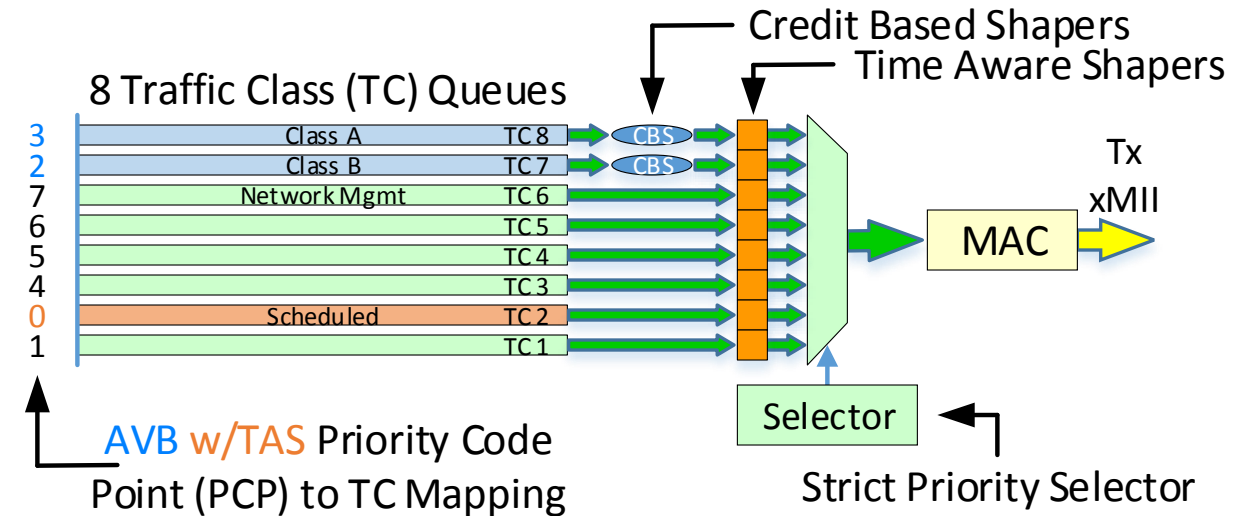 Credit Based Shapers
Time Aware Shapers
8 Traffic Class (TC) Queues
3 Class A TC 8 CBS
2 Class B TC 7 CBS
7 Network Mgmt TC 6
6 TC 5
5 TC 4
4 TC 3
0 Scheduled TC 2
1 TC 1
Tx
xMII
MAC
Selector
AVB w/TAS Priority Code
Point (PCP) to TC Mapping
Strict Priority Selector